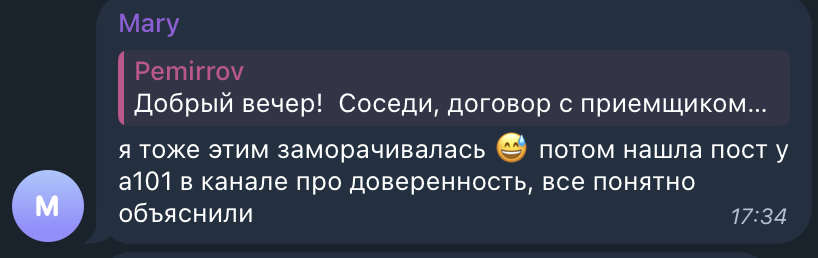 Mary
Pemirrov
Добрый вечер!  Соседи, договор с приемщиком...
я тоже этим заморачивалась 😅 потом нашла пост у
а101 в канале про доверенность, все понятно
объяснили
M
17:34